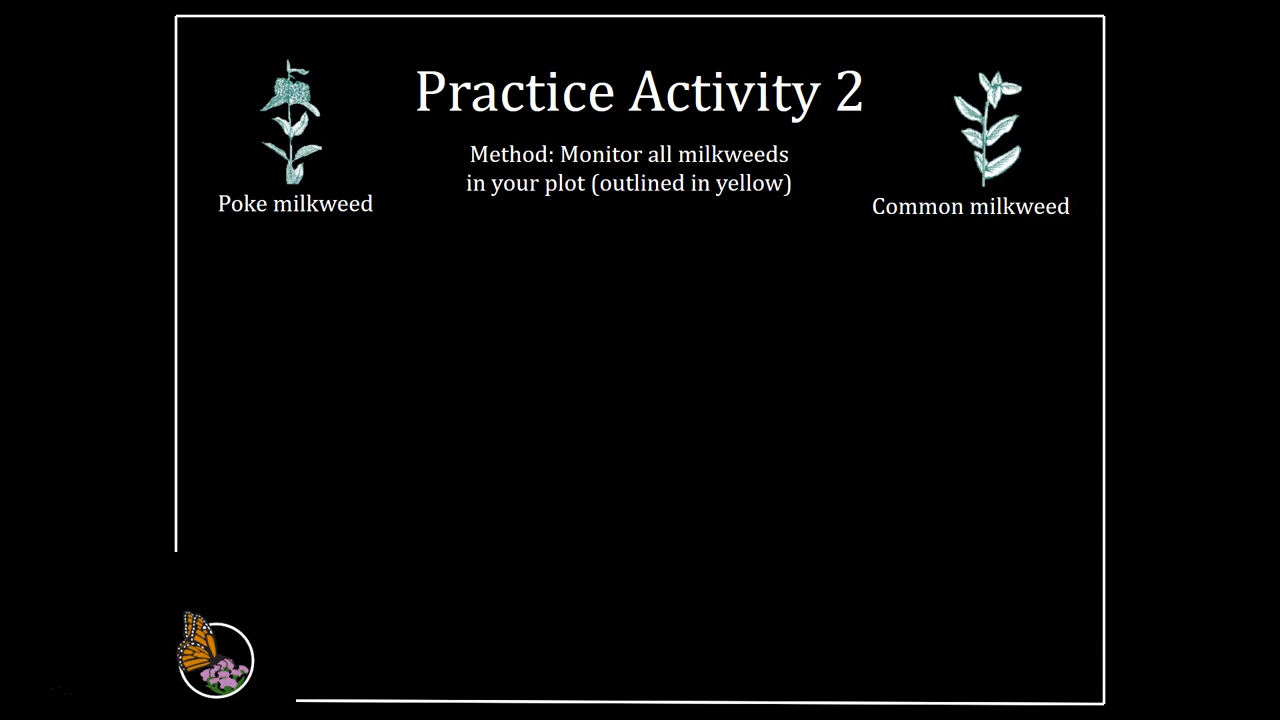 Practice Activity 2
Method: Monitor all milkweeds
in your plot (outlined in yellow)
Poke milkweed
Common milkweed